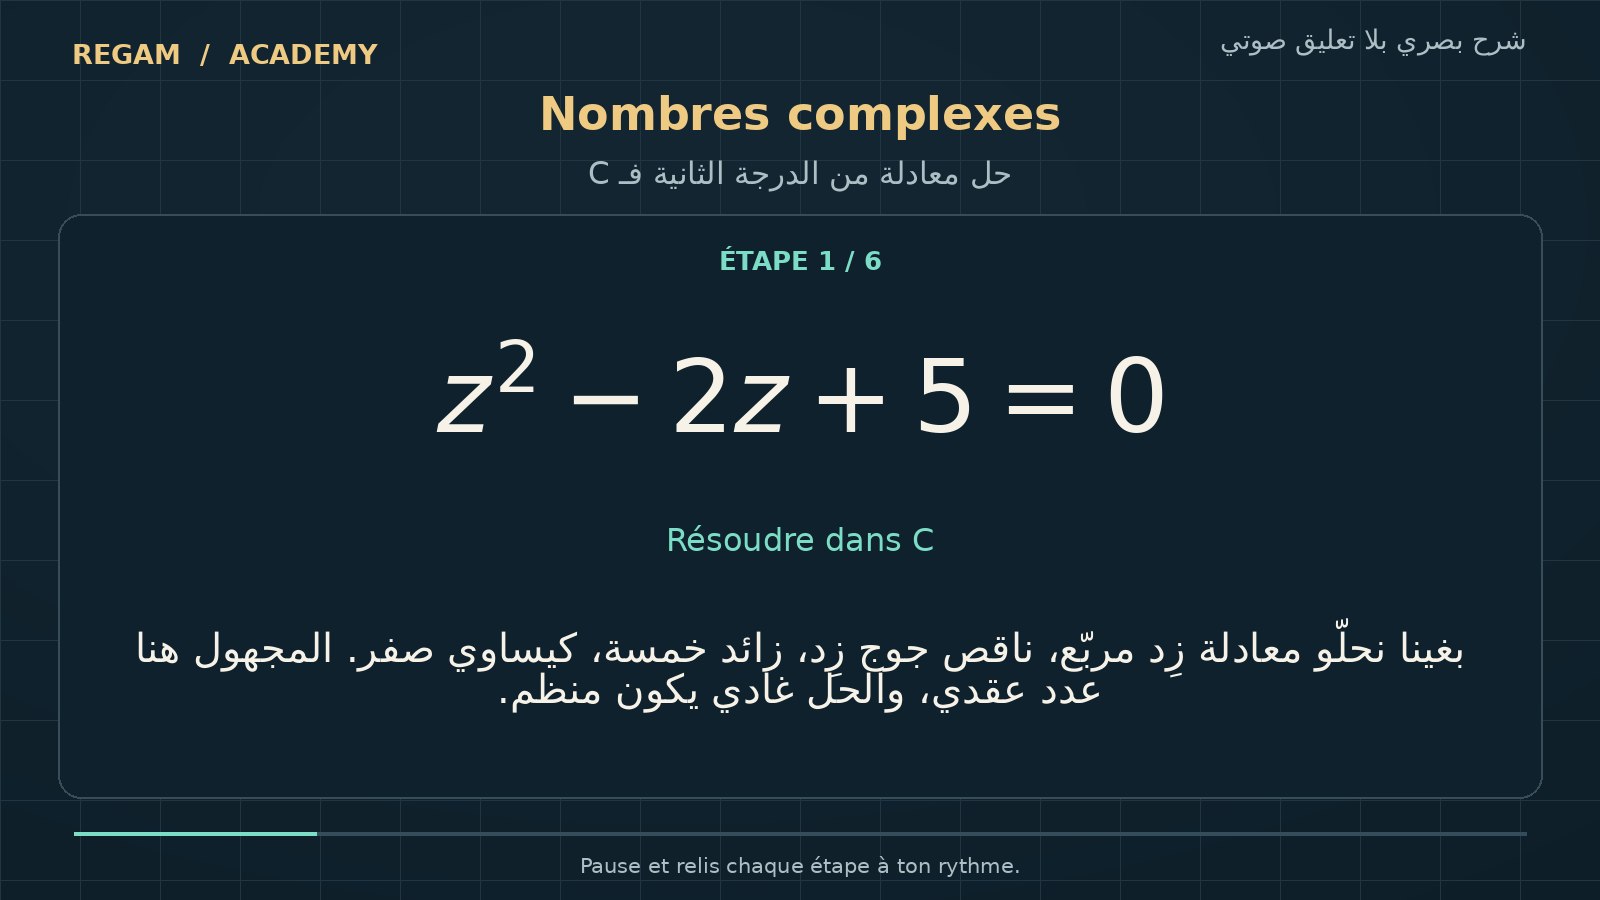 REGAM / ACADEMY
شرح بصري بلا تعليق صوتي
Nombres complexes
حل معادلة من الدرجة الثانية فـ C
ÉTAPE 1 / 6
z² − 2z + 5 = 0
Résoudre dans C
بغينا نحلّو معادلة زِد مربّع، ناقص جوج زِد، زائد خمسة، كيساوي صفر. المجهول هنا
عدد عقدي، والحل غادي يكون منظم.
Pause et relis chaque étape à ton rythme.